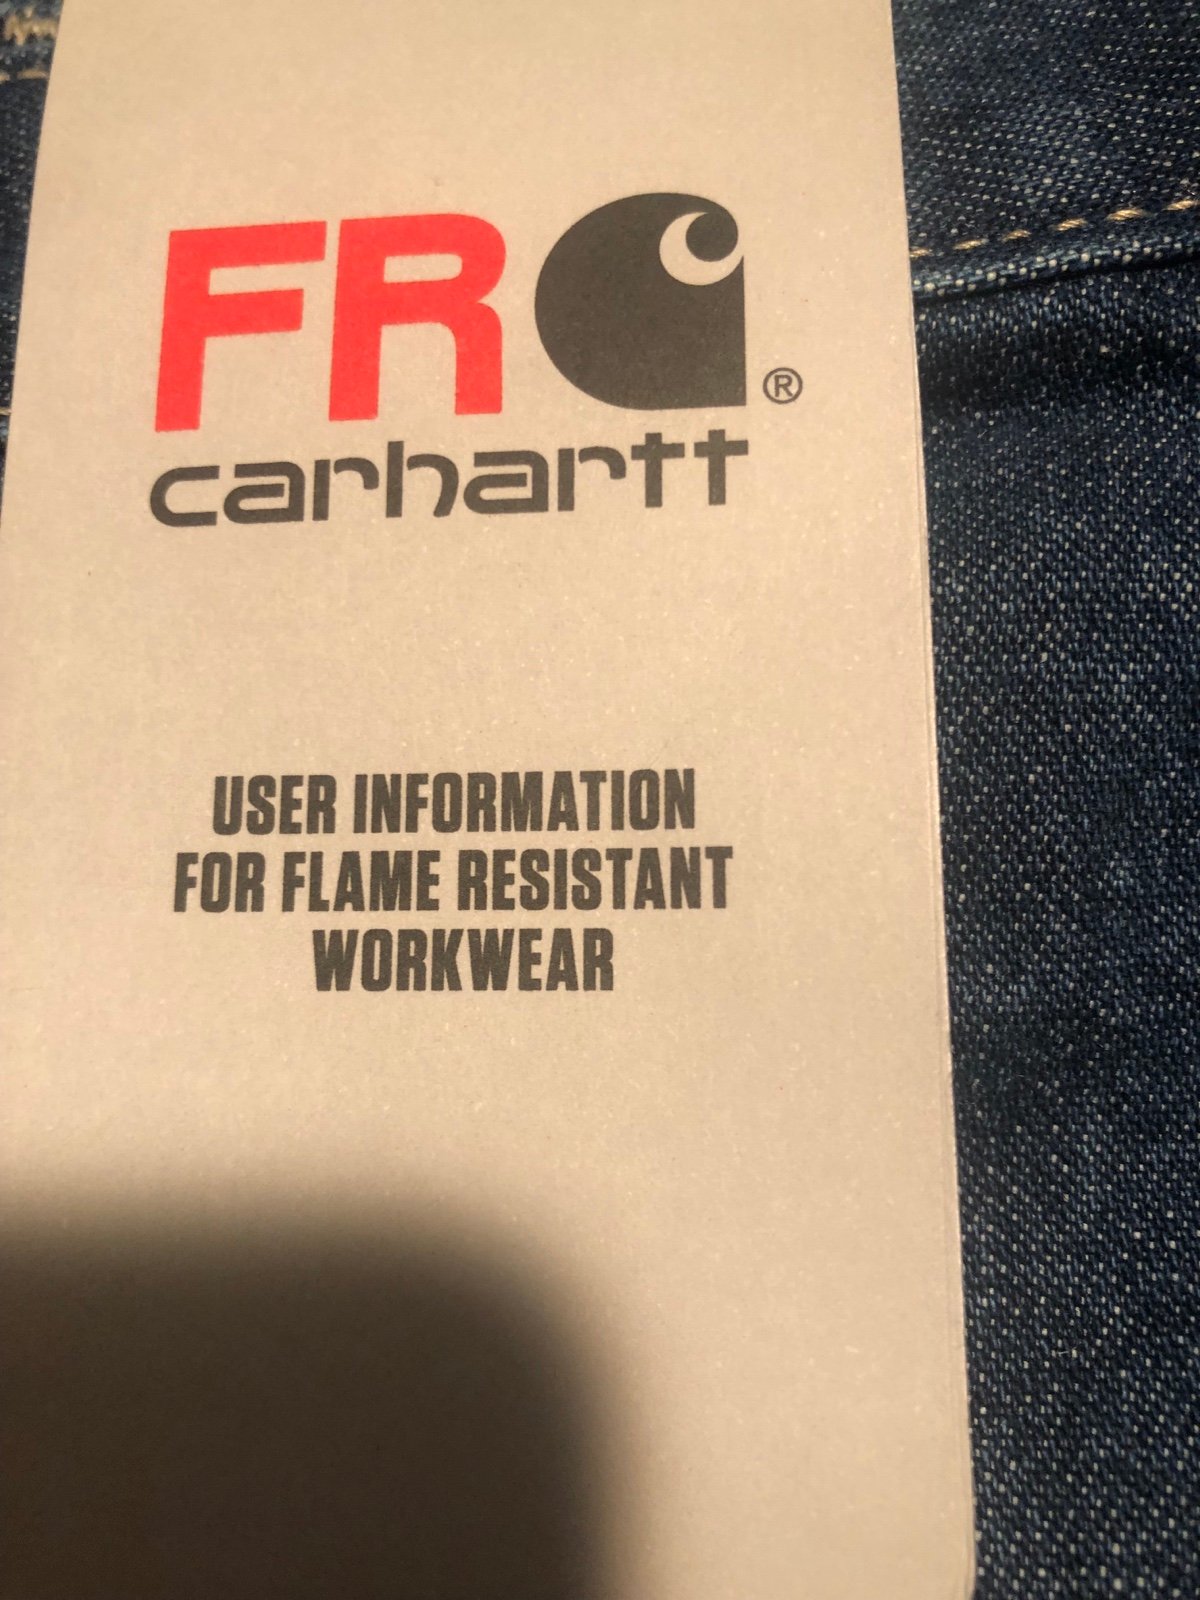 FR
®
carhartt
USER INFORMATION
FOR FLAME RESISTANT
WORKWEAR